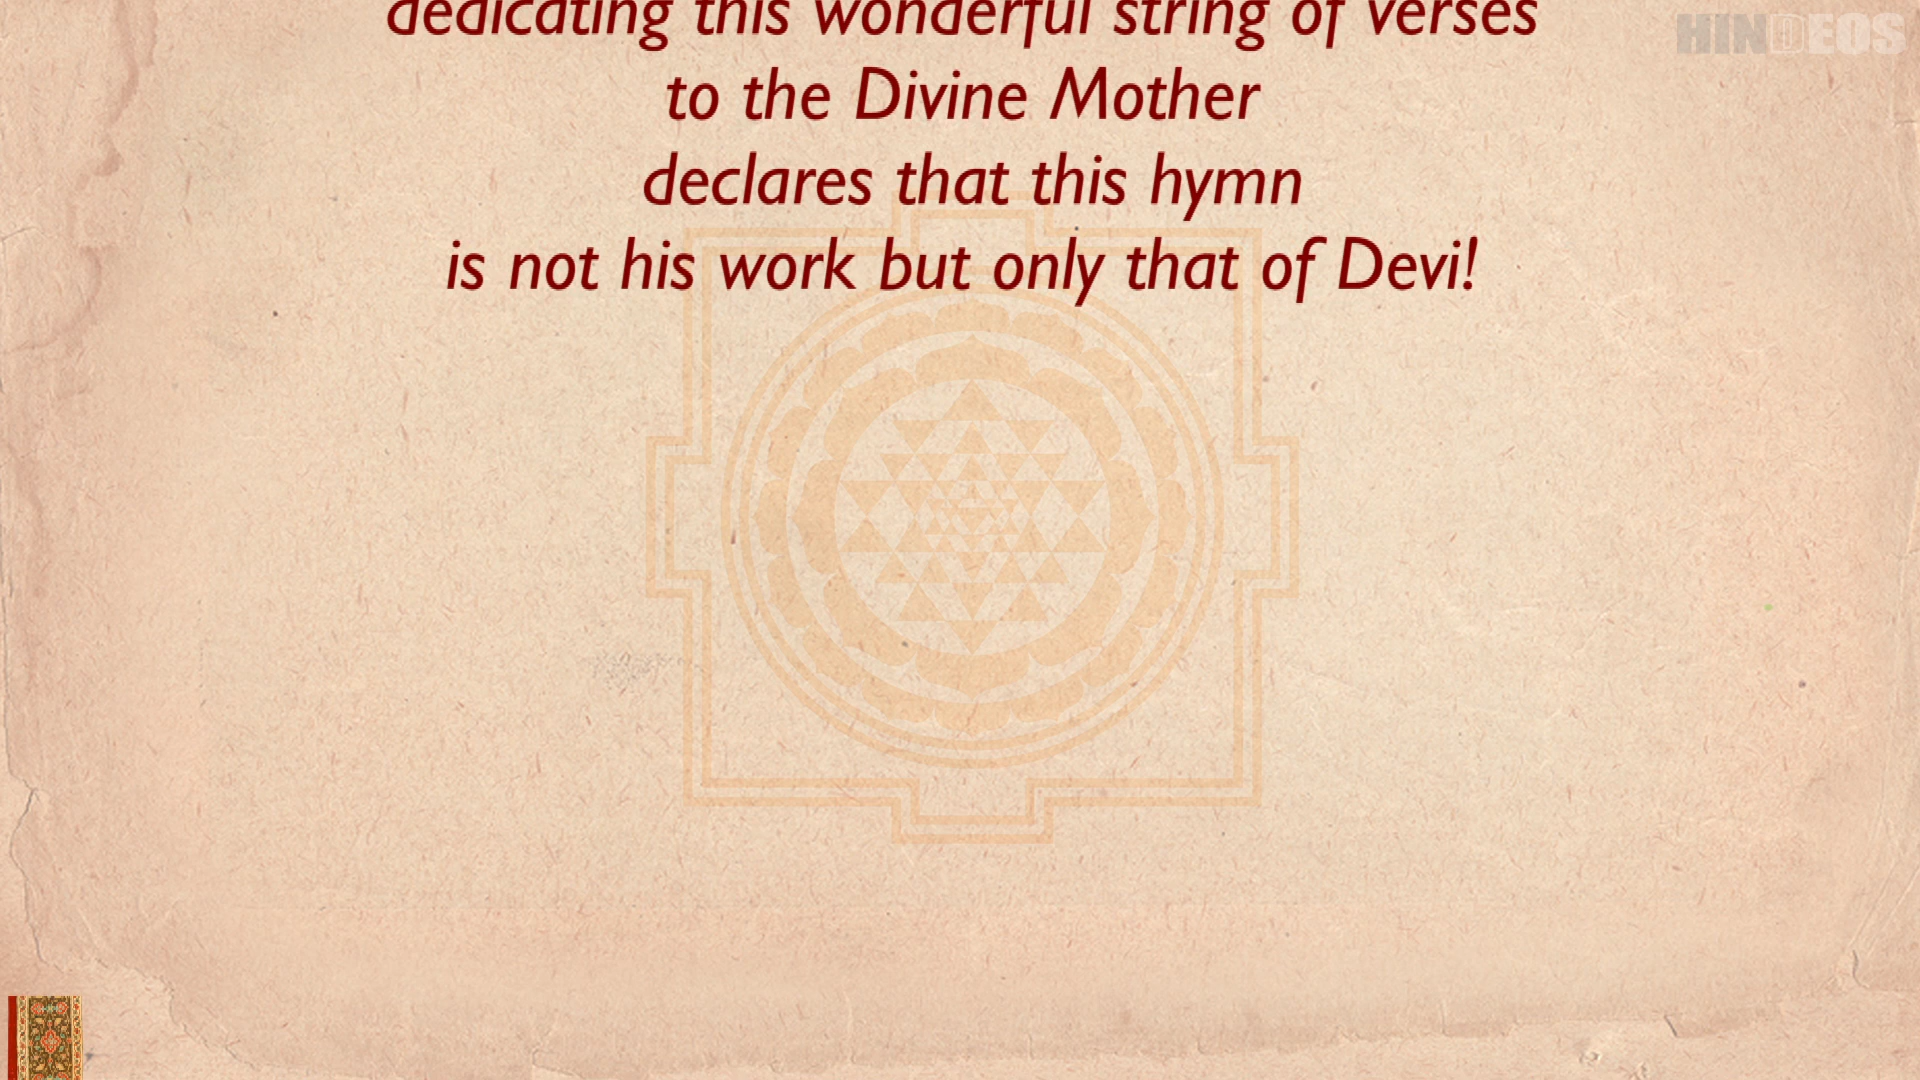 dedicating this wonderful string of verses
HINDEOS
to the Divine Mother
declares that this hymn
is not his work but only that of Devi!